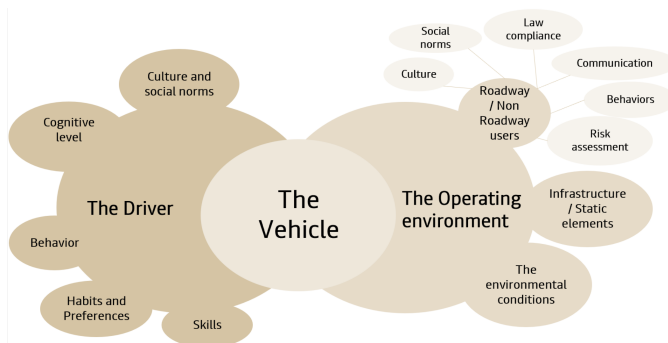 Culture and
social norms
Cognitive
level
The Driver
Behavior
Habits and
Preferences
Skills
The
Vehicle
The Operating
environment
Roadway
/ Non
Roadway
users
Social
norms
Law
compliance
Culture
Communication
Behaviors
Risk
assessment
Infrastructure
/ Static
elements
The
environmental
conditions